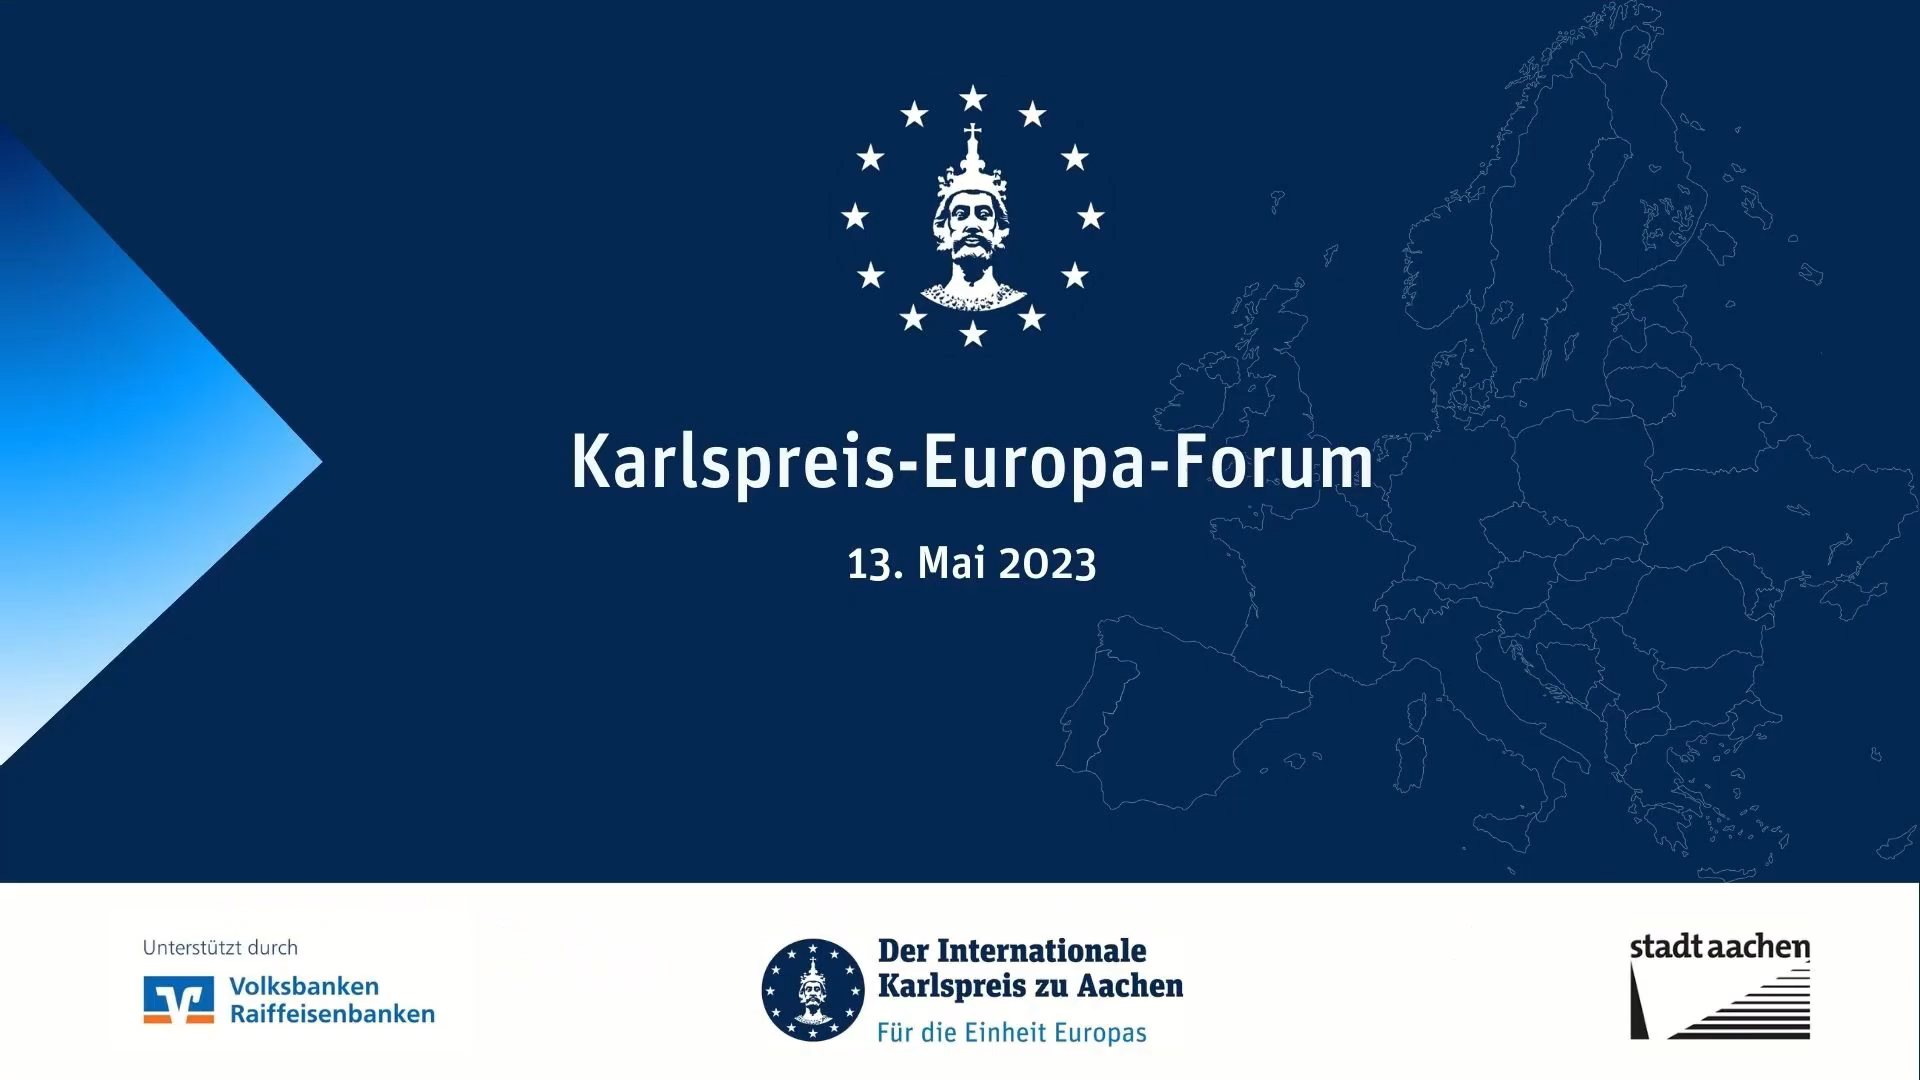 Karlspreis-Europa-Forum
13. Mai 2023
Unterstützt durch
Volksbanken
Raiffeisenbanken
Der Internationale
Karlspreis zu Aachen
Für die Einheit Europas
stadt aachen